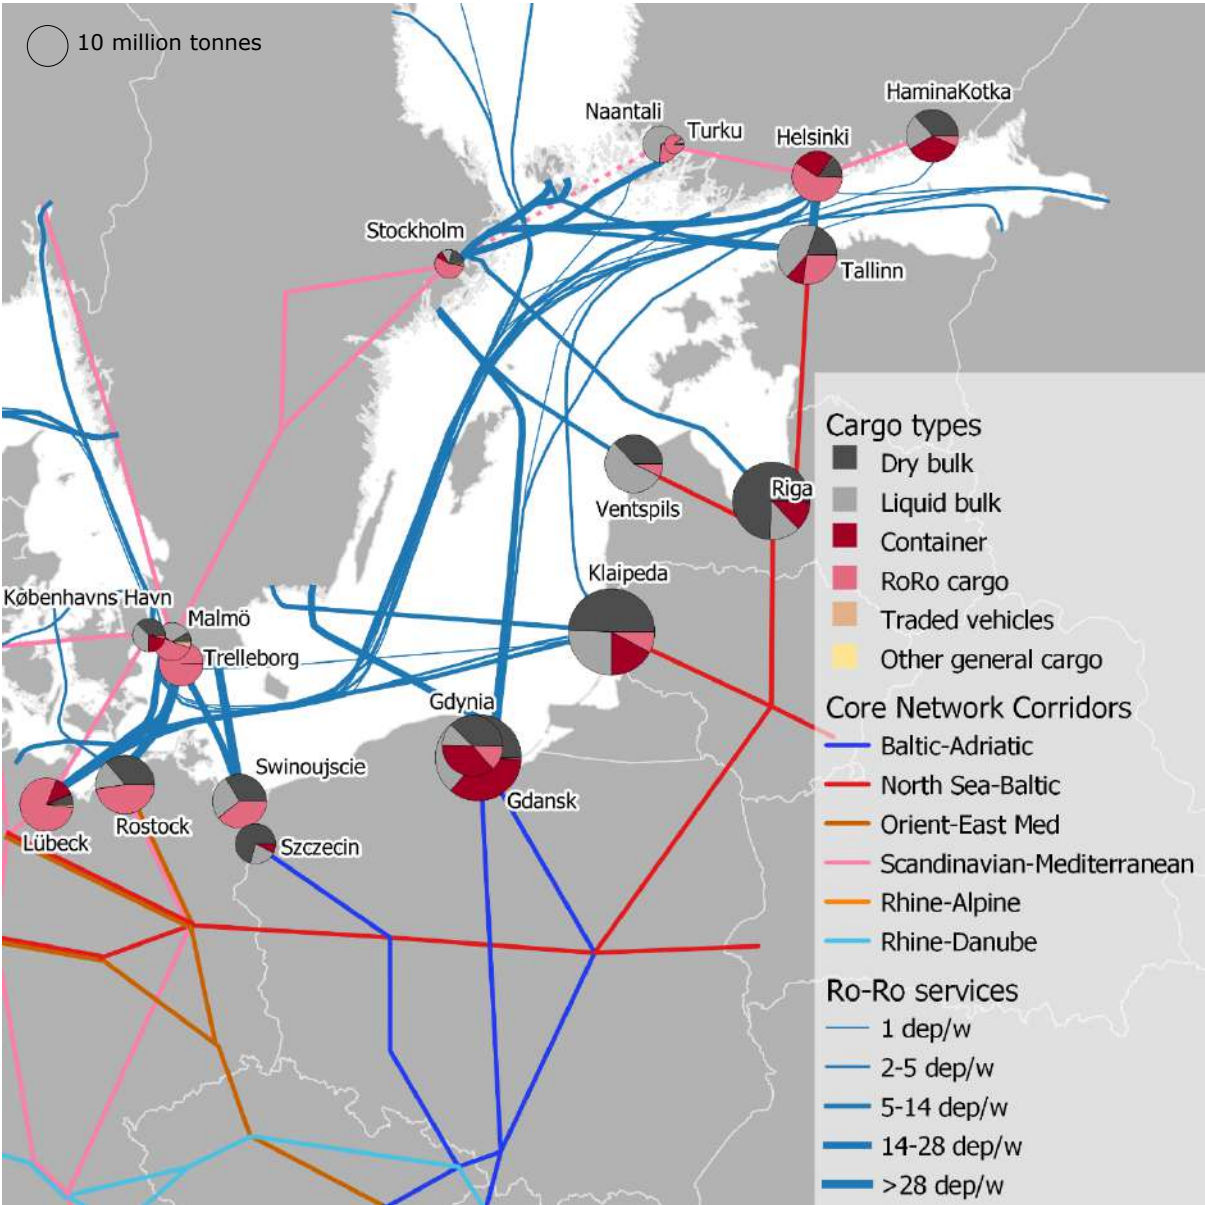 10 million tonnes
HaminaKotka
Naantali
Turku
Helsinki
Stockholm
Tallinn
Riga
Ventspils
Klaipeda
Københavns Havn
Malmö
Trelleborg
Gdynia
Swinoujscie
Gdansk
Rostock
Lübeck
Szczecin
Cargo types
Dry bulk
Liquid bulk
Container
RoRo cargo
Traded vehicles
Other general cargo
Core Network Corridors
Baltic-Adriatic
North Sea-Baltic
Orient-East Med
Scandinavian-Mediterranean
Rhine-Alpine
Rhine-Danube
Ro-Ro services
1 dep/w
2-5 dep/w
5-14 dep/w
14-28 dep/w
>28 dep/w